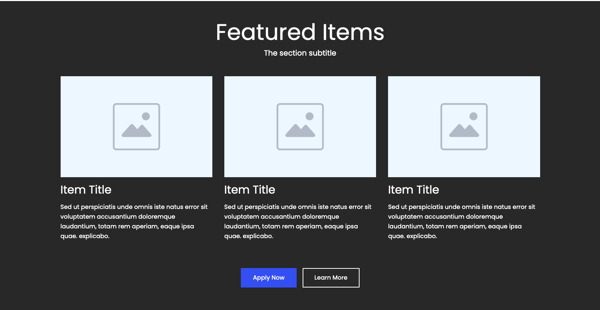 Featured Items
The section subtitle
Item Title
Sed ut perspiciatis unde omnis iste natus error sit
voluptatem accusantium doloremque
laudantium, totam rem aperiam, eaque ipsa
quae. explicabo.
Item Title
Sed ut perspiciatis unde omnis iste natus error sit
voluptatem accusantium doloremque
laudantium, totam rem aperiam, eaque ipsa
quae. explicabo.
Item Title
Sed ut perspiciatis unde omnis iste natus error sit
voluptatem accusantium doloremque
laudantium, totam rem aperiam, eaque ipsa
quae. explicabo.
Apply Now
Learn More